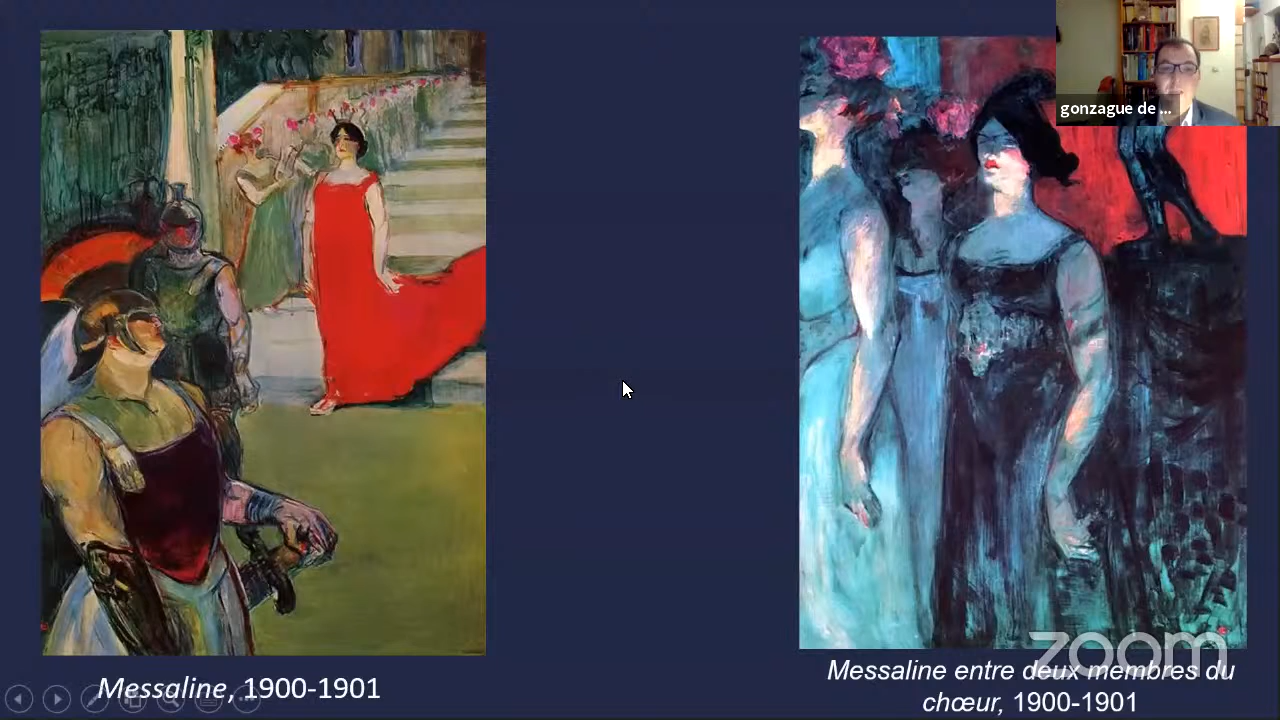 gonzague de ...
zoom
Messaline, 1900-1901
Messaline entre deux membres du
chœur, 1900-1901